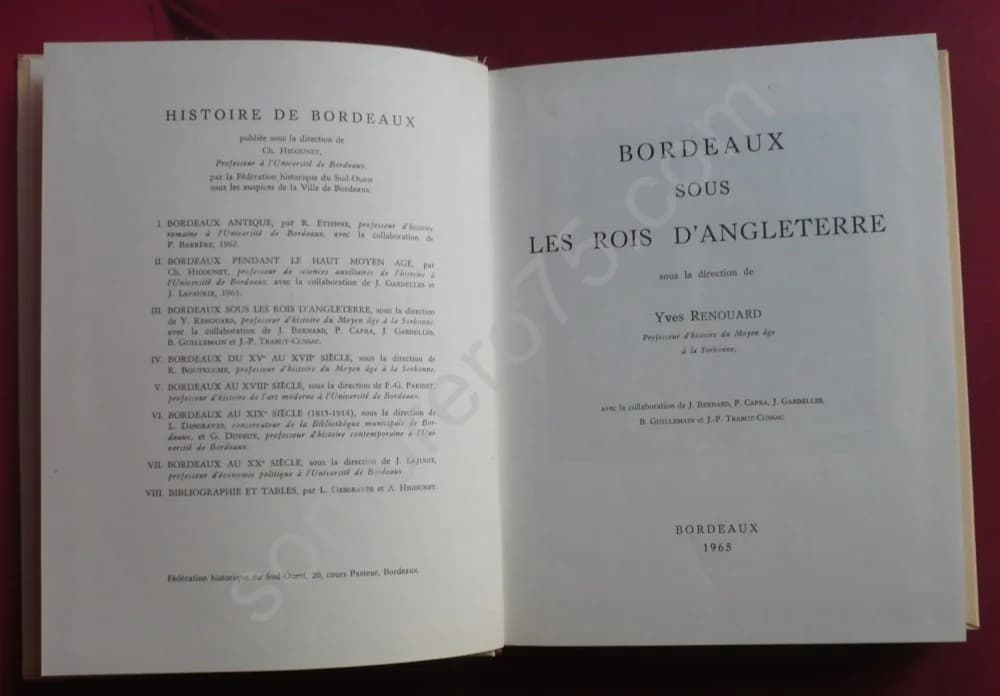 HISTOIRE DE BORDEAUX
publiée sous la direction de
CH. HIGOUNET,
Professeur à l'Université de Bordeaux,
par la Fédération historique du Sud-Ouest
sous les auspices de la Ville de Bordeaux.
I. BORDEAUX ANTIQUE, par R. ETIENNE, professeur d'histoire
romaine à l'Université de Bordeaux, avec la collaboration de
P. BARRÈRE, 1962.
II. BORDEAUX PENDANT LE HAUT MOYEN AGE, par
CH. HIGOUNET, professeur de sciences auxiliaires de l'histoire à
l'Université de Bordeaux, avec la collaboration de J. GARDELLES et
J. LAFAURIE, 1963.
III. BORDEAUX SOUS LES ROIS D'ANGLETERRE, sous la direction
de Y. RENOUARD, professeur d'histoire du Moyen âge à la Sorbonne,
avec la collaboration de J. BERNARD, P. CAPRA, J. GARDELLES,
B. GUILLEMAIN et J.-P. TRABUT-CUSSAC.
IV. BORDEAUX DU XVe AU XVIIe SIÈCLE, sous la direction de
R. BOUTRUCHE, professeur d'histoire du Moyen âge à la Sorbonne.
V. BORDEAUX AU XVIIIe SIÈCLE, sous la direction de F.-G. PARISET,
professeur d'histoire de l'art moderne à l'Université de Bordeaux.
VI. BORDEAUX AU XIXe SIÈCLE (1815-1914), sous la direction de
L. DESGRAVES, conservateur de la Bibliothèque municipale de Bor-
deaux, et G. DUPEUX, professeur d'histoire contemporaine à l'Uni-
versité de Bordeaux.
VII. BORDEAUX AU XXe SIÈCLE, sous la direction de J. LAJUGIE,
professeur d'économie politique à l'Université de Bordeaux.
VIII. BIBLIOGRAPHIE ET TABLES, par L. DESGRAVES et A. HIGOUNET.
Fédération historique du Sud-Ouest, 20, cours Pasteur, Bordeaux.
BORDEAUX
SOUS
LES ROIS D'ANGLETERRE
sous la direction de
Yves RENOUARD
Professeur d'histoire du Moyen âge
à la Sorbonne.
avec la collaboration de J. BERNARD, P. CAPRA, J. GARDELLES,
B. GUILLEMAIN et J.-P. TRABUT-CUSSAC
BORDEAUX
1965